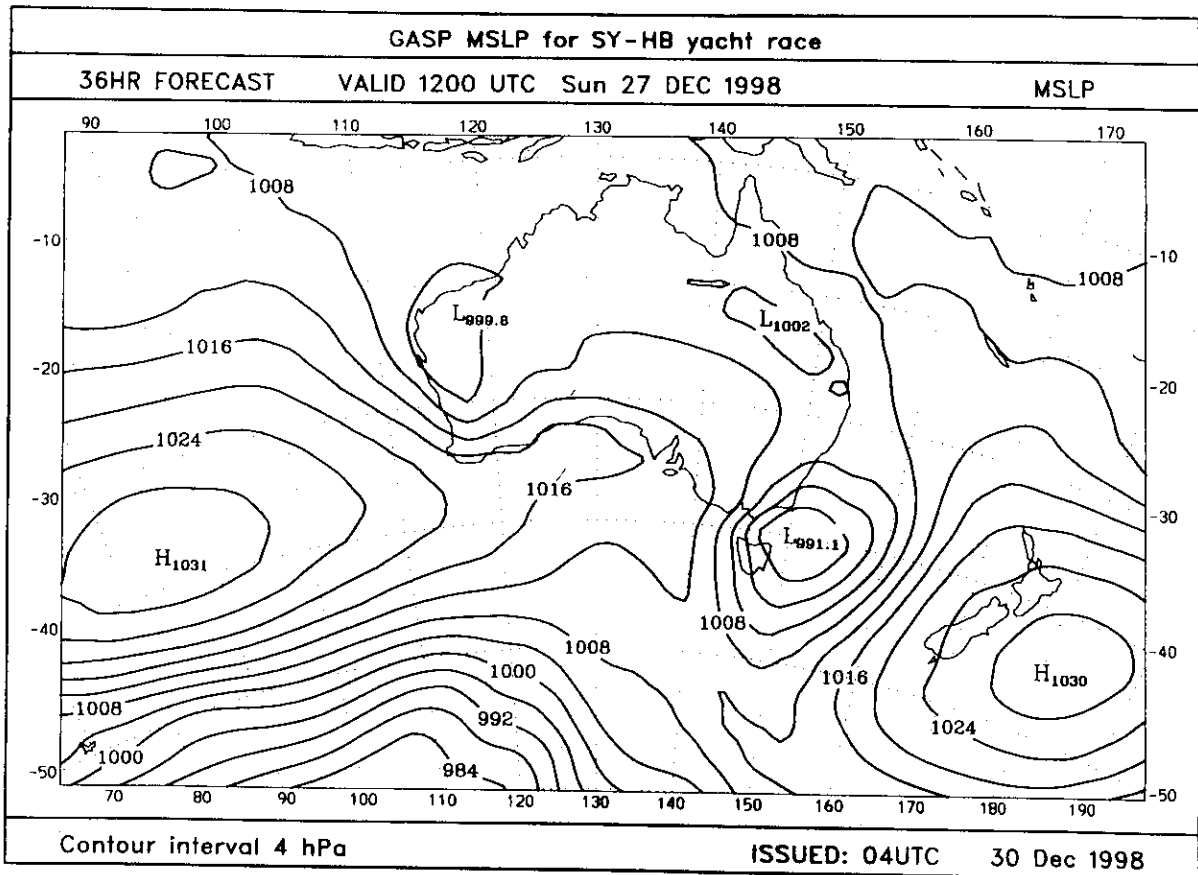 GASP MSLP for SY-HB yacht race
36HR FORECAST VALID 1200 UTC Sun 27 DEC 1998 MSLP
90 100 110 120 130 140 150 160 170
1008
-10 1008 1008 -10
L999.8 L1002
1016
-20 -20
1024
1016
-30 -30
H1031 L991.1
1008
-40 1008 -40
1000 1016 H1030
1008 992 1024
1000 984
-50 -50
70 80 90 100 110 120 130 140 150 160 170 180 190
Contour interval 4 hPa ISSUED: 04UTC 30 Dec 1998